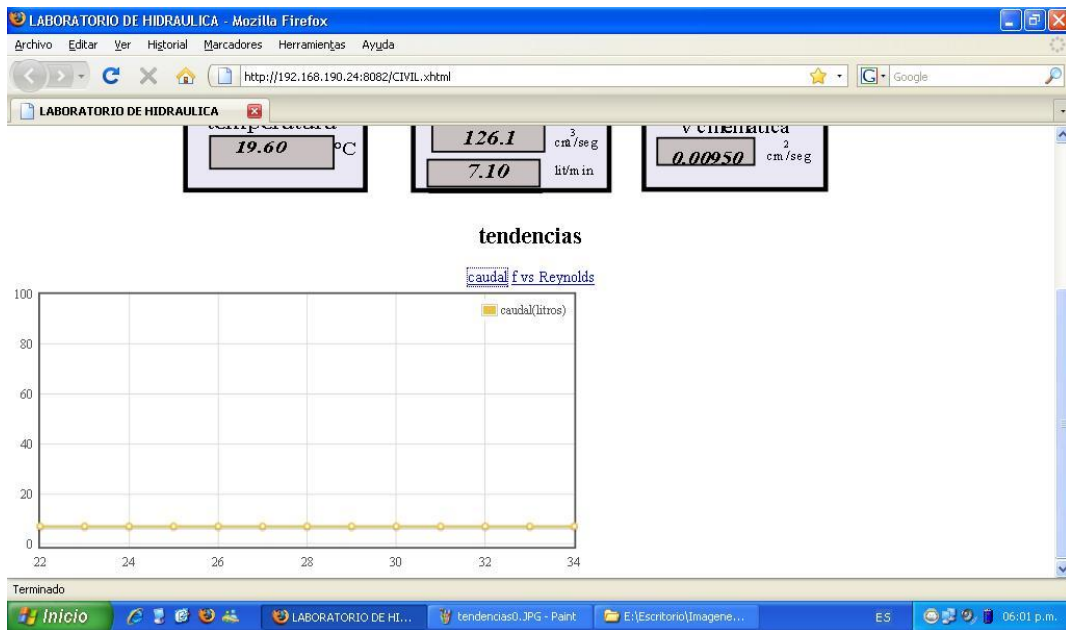 LABORATORIO DE HIDRAULICA - Mozilla Firefox
Archivo Editar Ver Historial Marcadores Herramientas Ayuda
http://192.168.190.24:8082/CIVIL.xhtml
Google
LABORATORIO DE HIDRAULICA
temperatura
19.60 °C
126.1 cm³/seg
7.10 lit/min
v cinematica
0.00950 cm²/seg
tendencias
caudal f vs Reynolds
caudal(litros)
100
80
60
40
20
0
22 24 26 28 30 32 34
Terminado
Inicio
LABORATORIO DE HI...
tendencias0.JPG - Paint
E:\Escritorio\Imagene...
ES
06:01 p.m.